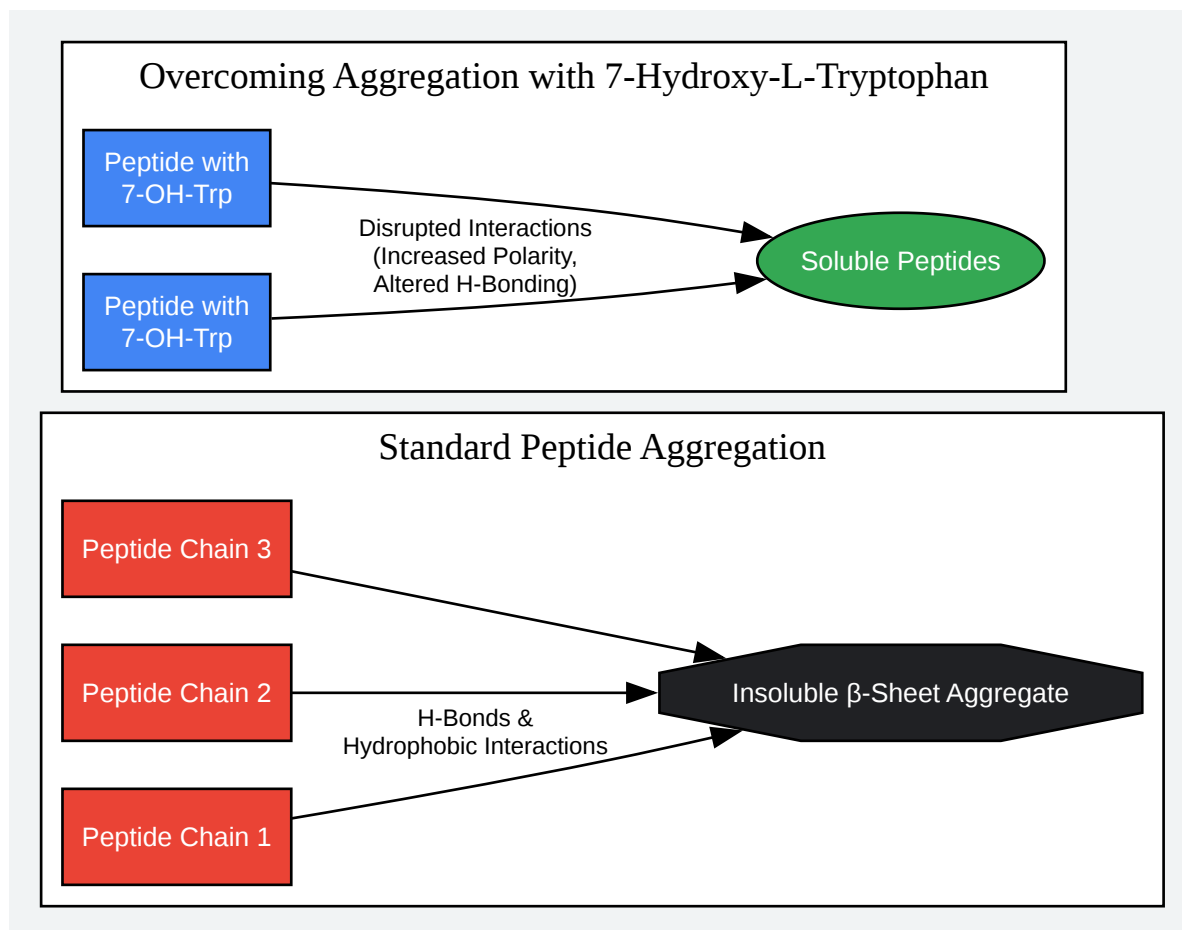 Overcoming Aggregation with 7-Hydroxy-L-Tryptophan
Peptide with
7-OH-Trp
Disrupted Interactions
(Increased Polarity,
Altered H-Bonding)
Soluble Peptides
Peptide with
7-OH-Trp
Standard Peptide Aggregation
Peptide Chain 3
Peptide Chain 2
Insoluble β-Sheet Aggregate
H-Bonds &
Hydrophobic Interactions
Peptide Chain 1